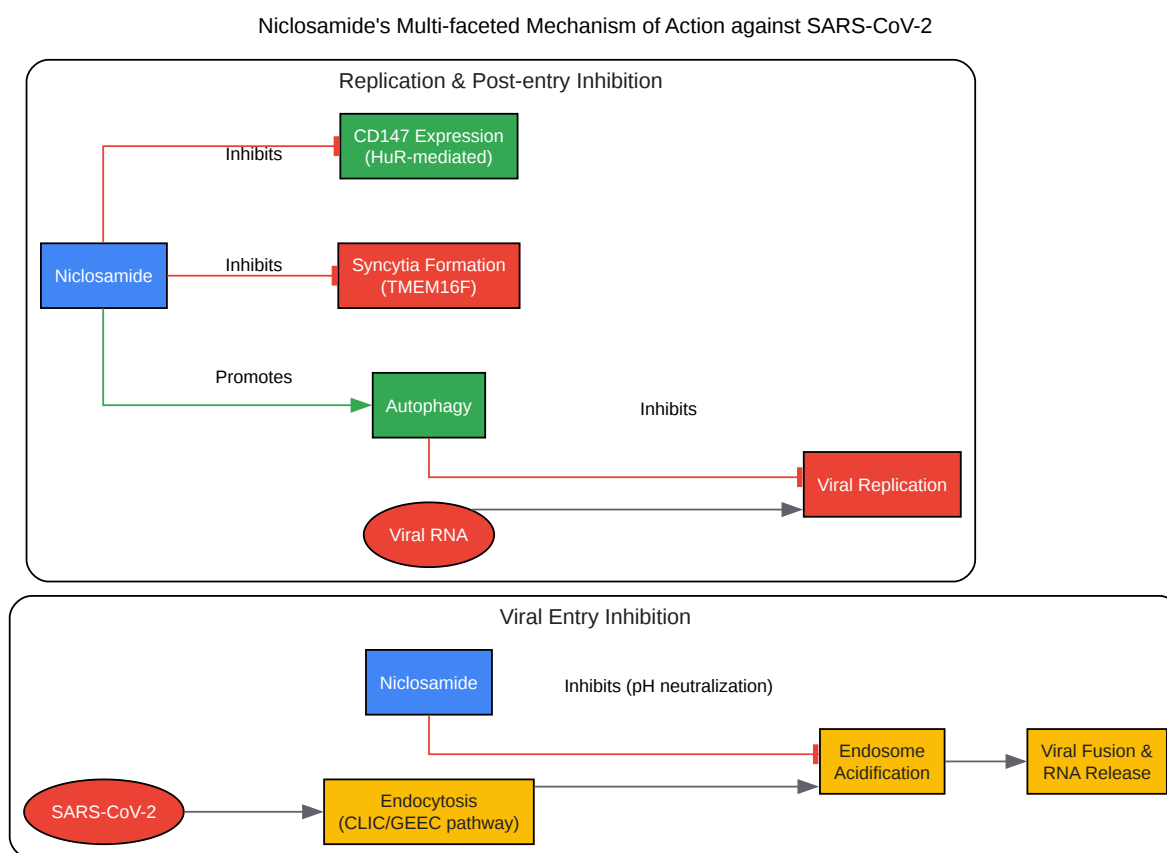 Niclosamide's Multi-faceted Mechanism of Action against SARS-CoV-2
Replication & Post-entry Inhibition
CD147 Expression
(HuR-mediated)
Inhibits
Niclosamide
Inhibits
Syncytia Formation
(TMEM16F)
Promotes
Autophagy
Inhibits
Viral Replication
Viral RNA
Viral Entry Inhibition
Niclosamide
Inhibits (pH neutralization)
Endosome
Acidification
Viral Fusion &
RNA Release
SARS-CoV-2
Endocytosis
(CLIC/GEEC pathway)